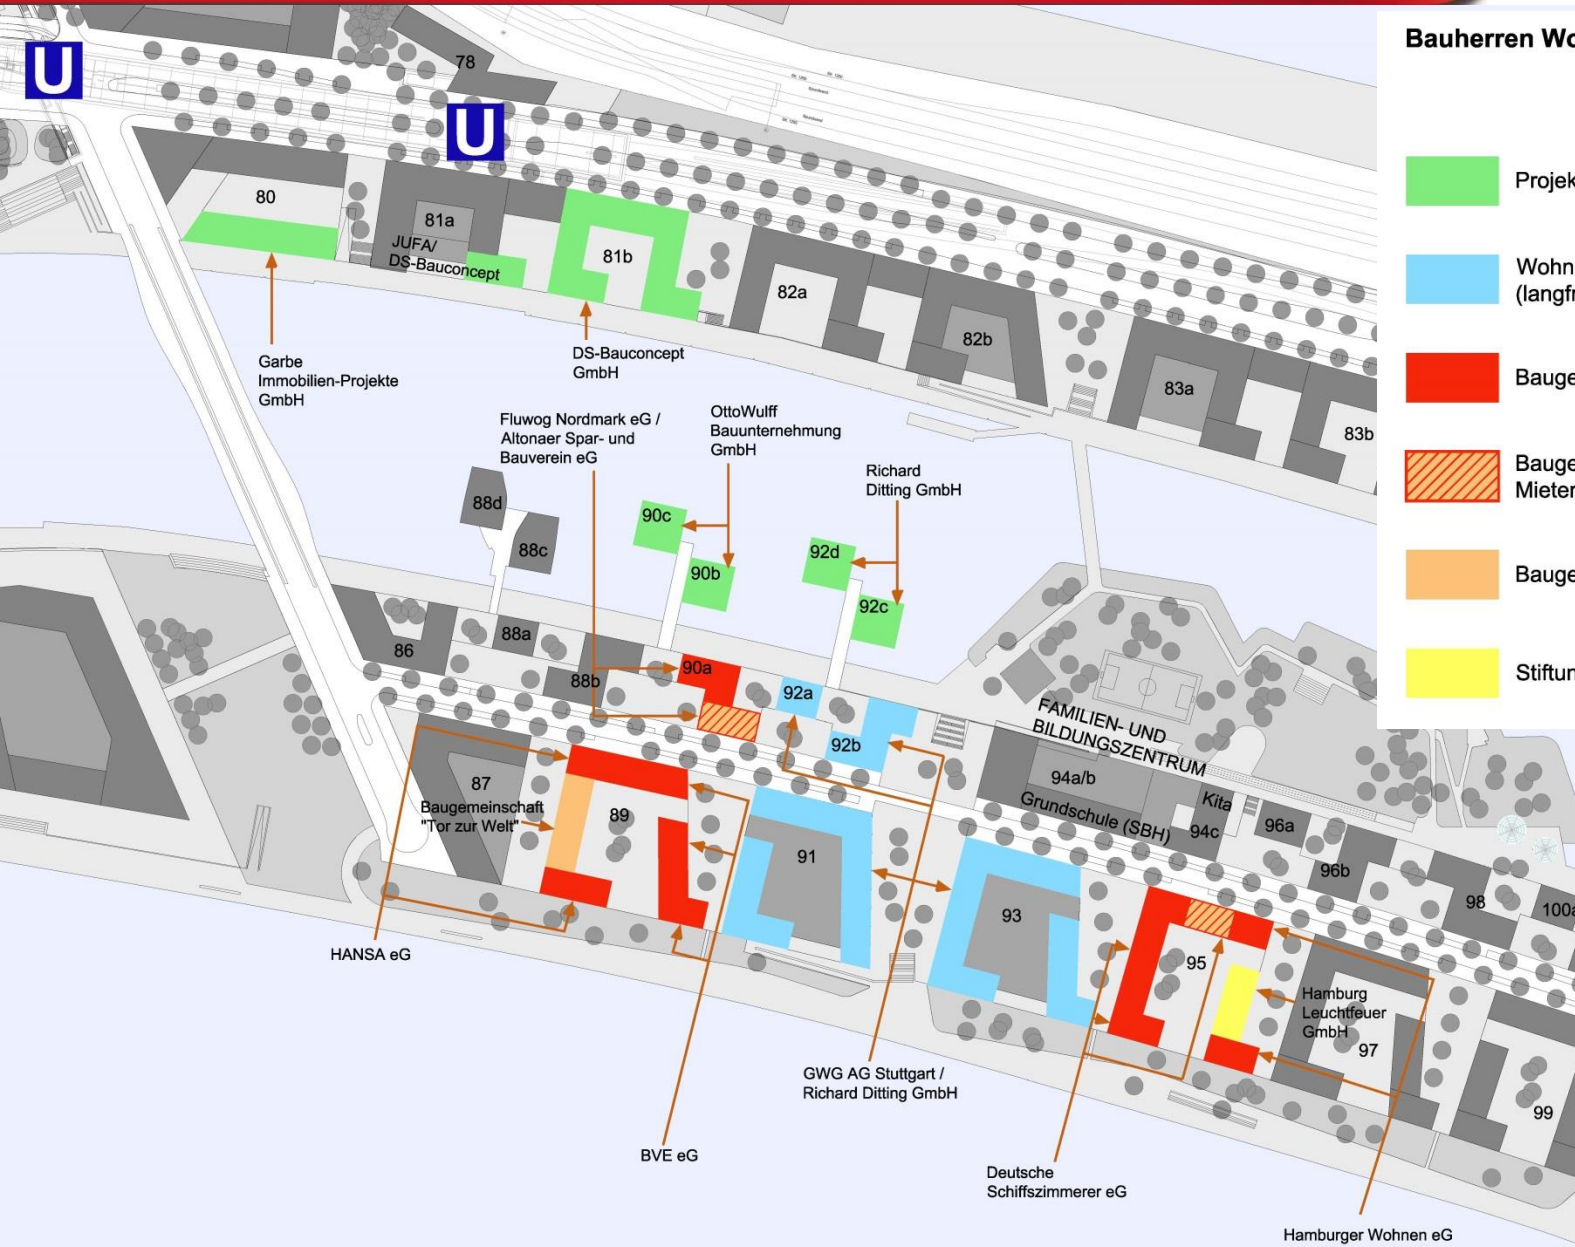 Bauherren Wo
U
U
78
80
81a
JUFA/
DS-Bauconcept
81b
82a
82b
83a
83b
Projek
Wohn
(langfr
Bauge
Bauge
Mieter
Bauge
Stiftun
Garbe
Immobilien-Projekte
GmbH
DS-Bauconcept
GmbH
Fluwog Nordmark eG /
Altonaer Spar- und
Bauverein eG
OttoWulff
Bauunternehmung
GmbH
Richard
Ditting GmbH
88d
88c
90c
90b
92d
92c
86
88a
88b
90a
92a
92b
FAMILIEN- UND
BILDUNGSZENTRUM
94a/b
Grundschule (SBH)
Kita
94c
96a
96b
98
100a
87
Baugemeinschaft
"Tor zur Welt"
89
91
93
95
Hamburg
Leuchtfeuer
GmbH
97
99
HANSA eG
BVE eG
GWG AG Stuttgart /
Richard Ditting GmbH
Deutsche
Schiffszimmerer eG
Hamburger Wohnen eG